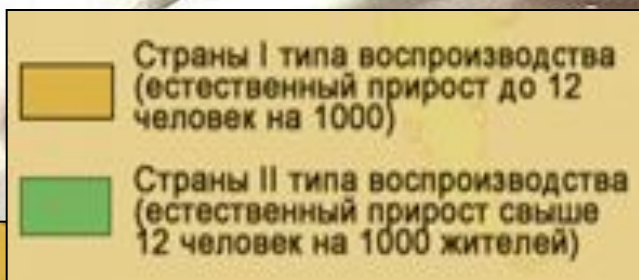 Страны I типа воспроизводства
(естественный прирост до 12
человек на 1000)
Страны II типа воспроизводства
(естественный прирост свыше
12 человек на 1000 жителей)